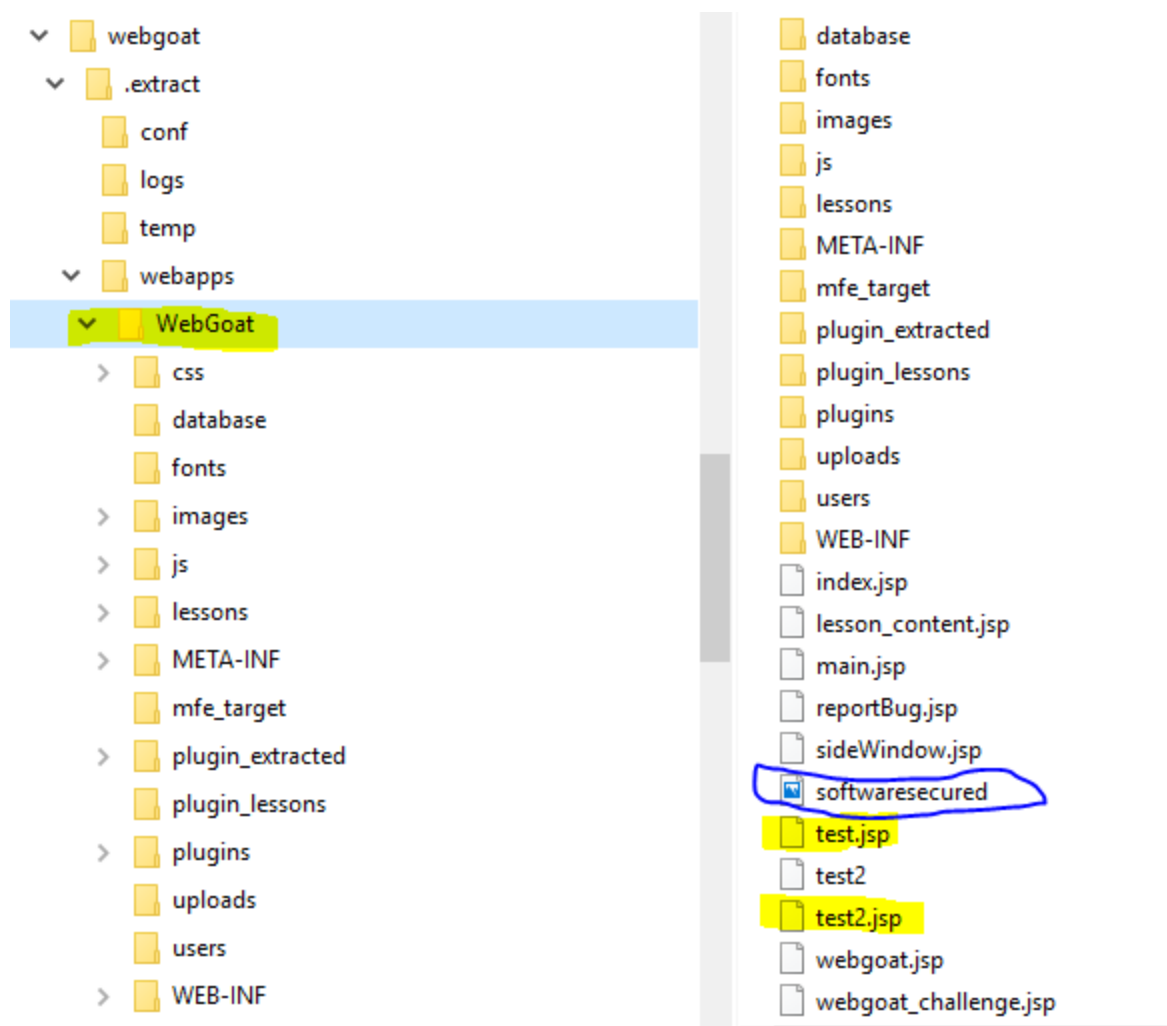 webgoat
.extract
conf
logs
temp
webapps
WebGoat
css
database
fonts
images
js
lessons
META-INF
mfe_target
plugin_extracted
plugin_lessons
plugins
uploads
users
WEB-INF
database
fonts
images
js
lessons
META-INF
mfe_target
plugin_extracted
plugin_lessons
plugins
uploads
users
WEB-INF
index.jsp
lesson_content.jsp
main.jsp
reportBug.jsp
sideWindow.jsp
softwaresecured
test.jsp
test2
test2.jsp
webgoat.jsp
webgoat_challenge.jsp